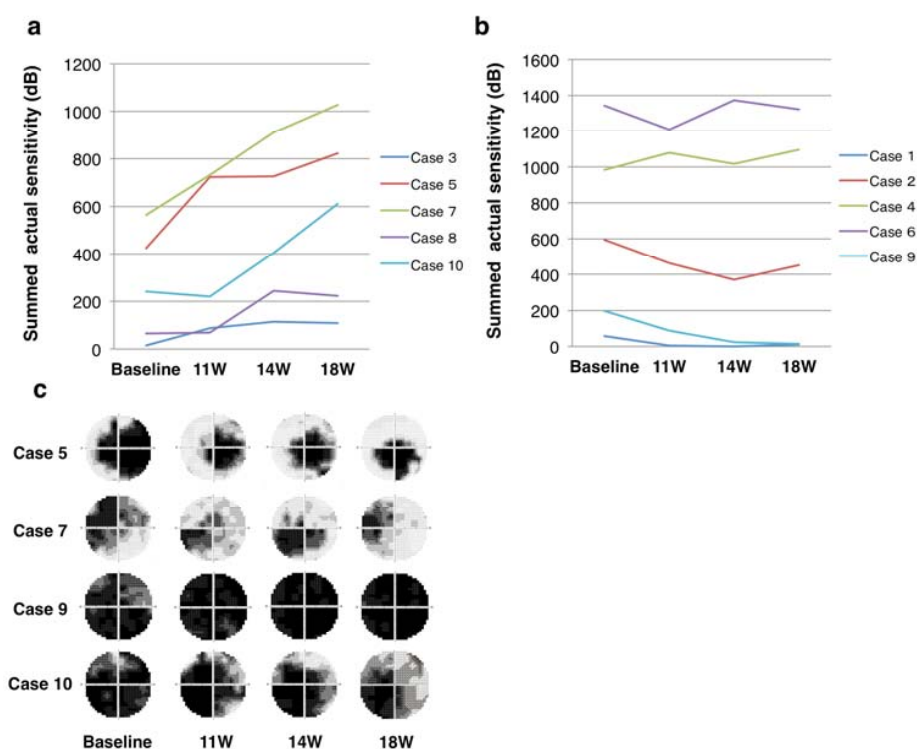 a
Summed actual sensitivity (dB)
1200
1000
800
600
400
200
0
Baseline 11W 14W 18W
Case 3
Case 5
Case 7
Case 8
Case 10
b
Summed actual sensitivity (dB)
1600
1400
1200
1000
800
600
400
200
0
Baseline 11W 14W 18W
Case 1
Case 2
Case 4
Case 6
Case 9
c
Case 5
Case 7
Case 9
Case 10
Baseline 11W 14W 18W